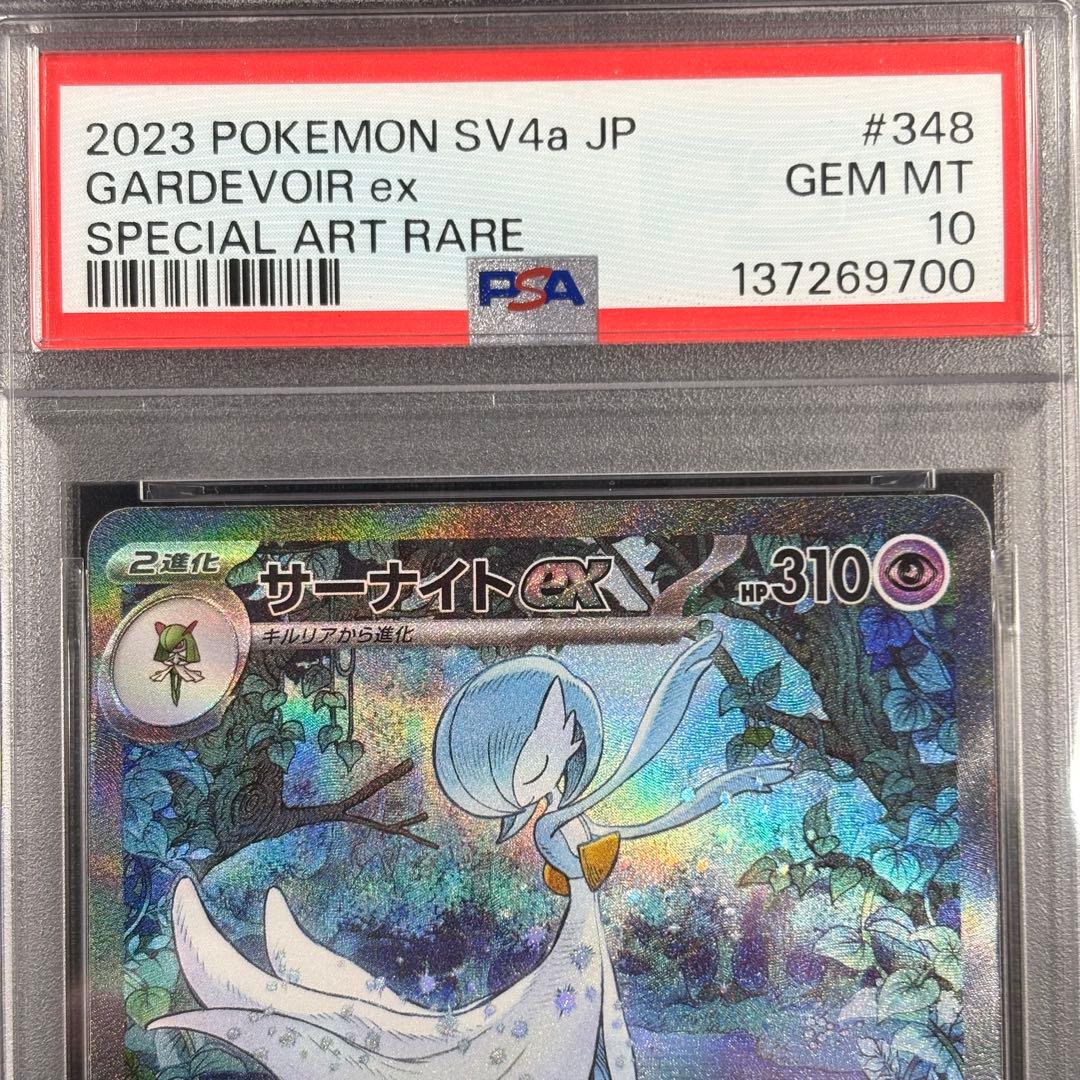 2023 POKEMON SV4a JP #348
GARDEVOIR ex GEM MT
SPECIAL ART RARE 10
PSA 137269700
2進化 サーナイトex HP310
キルリアから進化